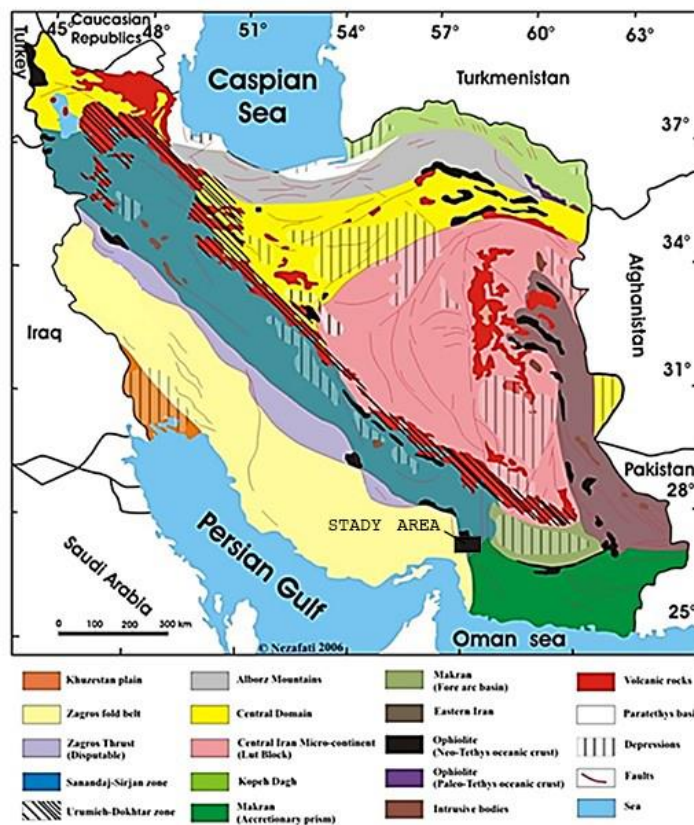 45°
48°
51°
54°
57°
60°
63°
Caucasian
Republics
Turkey
Caspian
Sea
Turkmenistan
37°
34°
Afghanistan
Iraq
31°
Pakistan
28°
STADY AREA
Saudi Arabia
Persian Gulf
25°
0 100 200 300 km
© Nezafati 2006
Oman sea
Khuzestan plain
Alborz Mountains
Makran
(Fore arc basin)
Volcanic rocks
Zagros fold belt
Central Domain
Eastern Iran
Paratethys basi
Zagros Thrust
(Disputable)
Central Iran Micro-continent
(Lut Block)
Ophiolite
(Neo-Tethys oceanic crust)
Depressions
Sanandaj-Sirjan zone
Kopeh Dagh
Ophiolite
(Paleo-Tethys oceanic crust)
Faults
Urumieh-Dokhtar zone
Makran
(Accretionary prism)
Intrusive bodies
Sea